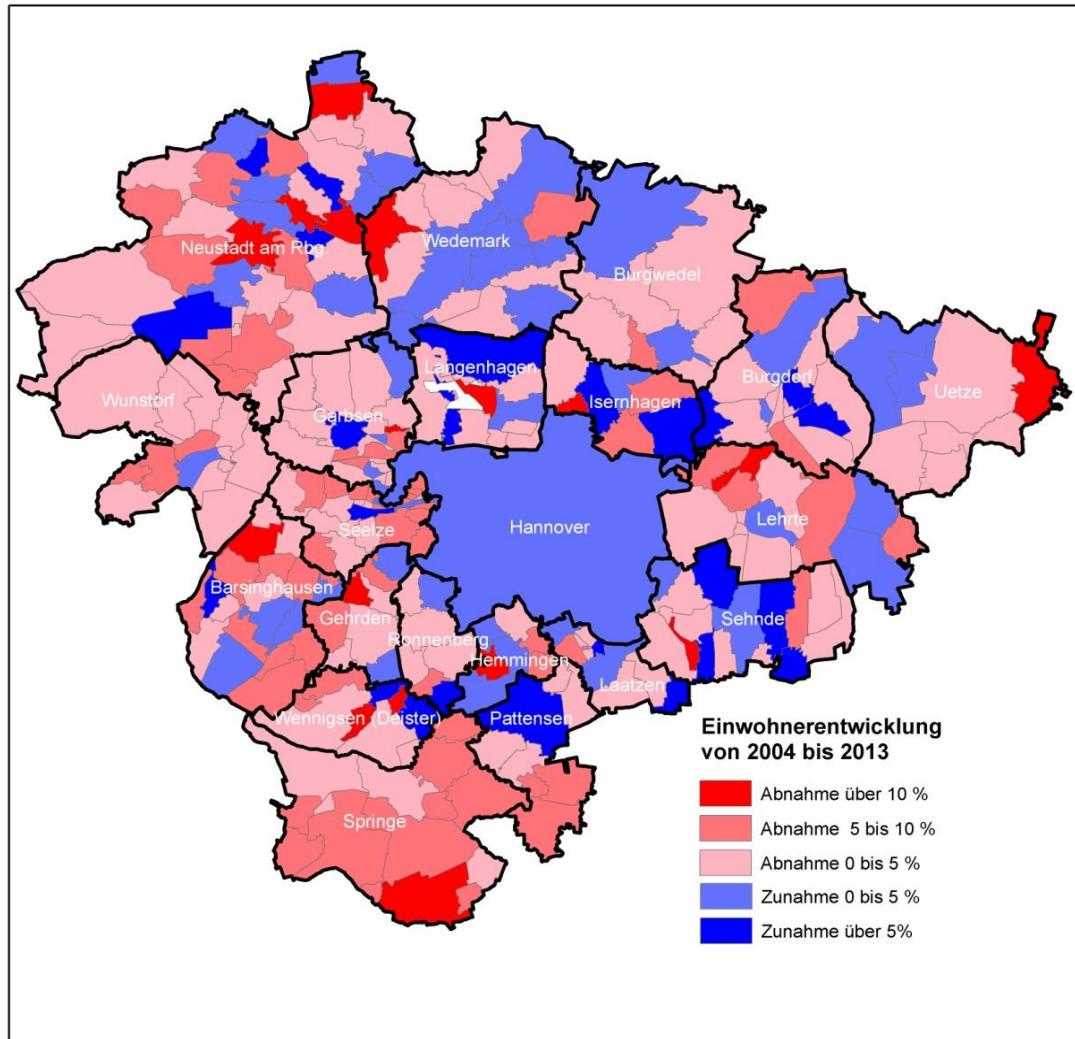 Neustadt am Rbg.
Wedemark
Burgwedel
Langenhagen
Burgdorf
Uetze
Wunstorf
Garbsen
Isernhagen
Hannover
Lehrte
Seelze
Barsinghausen
Gehrden
Ronnenberg
Sehnde
Hemmingen
Laatzen
Wennigsen (Deister)
Pattensen
Springe
Einwohnerentwicklung
von 2004 bis 2013
Abnahme über 10 %
Abnahme 5 bis 10 %
Abnahme 0 bis 5 %
Zunahme 0 bis 5 %
Zunahme über 5%